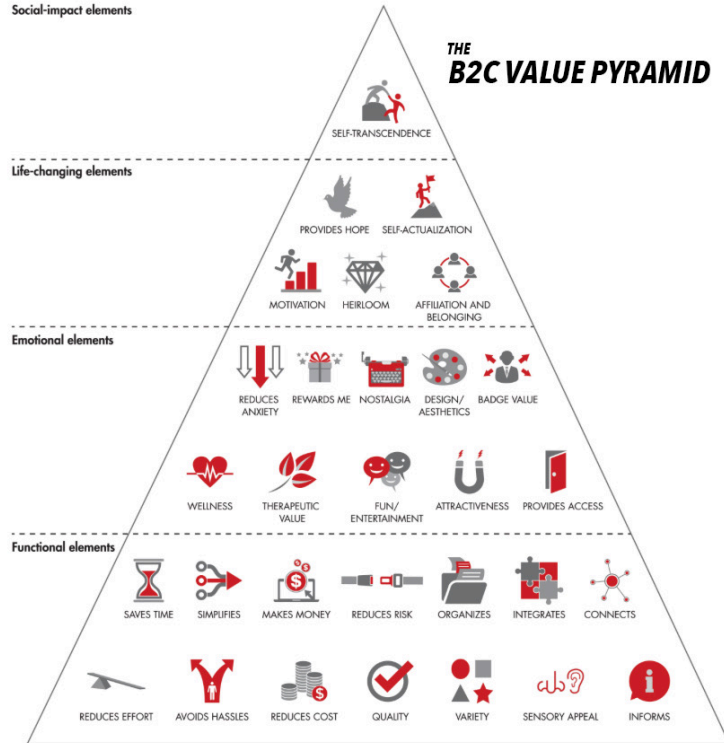 Social-impact elements
THE
B2C VALUE PYRAMID
SELF-TRANSCENDENCE
Life-changing elements
PROVIDES HOPE
SELF-ACTUALIZATION
MOTIVATION
HEIRLOOM
AFFILIATION AND
BELONGING
Emotional elements
REDUCES
ANXIETY
REWARDS ME
NOSTALGIA
DESIGN/
AESTHETICS
BADGE VALUE
WELLNESS
THERAPEUTIC
VALUE
FUN/
ENTERTAINMENT
ATTRACTIVENESS
PROVIDES ACCESS
Functional elements
SAVES TIME
SIMPLIFIES
MAKES MONEY
REDUCES RISK
ORGANIZES
INTEGRATES
CONNECTS
REDUCES EFFORT
AVOIDS HASSLES
REDUCES COST
QUALITY
VARIETY
SENSORY APPEAL
INFORMS